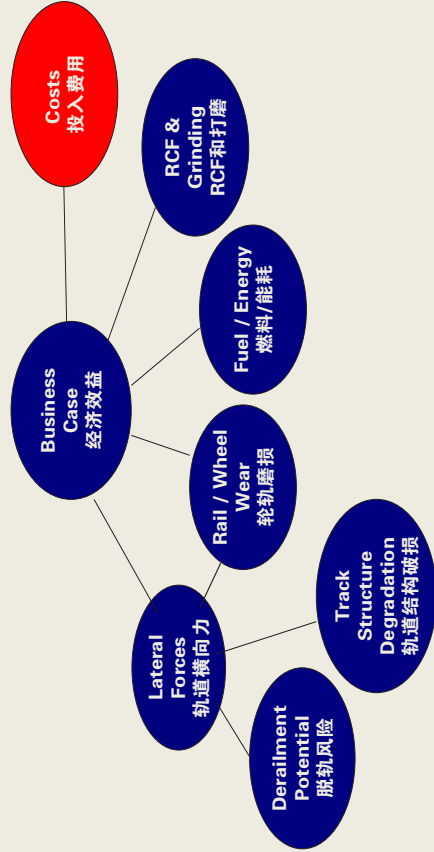 Business
Case
经济效益
Costs
投入费用
Lateral
Forces
轨道横向力
RCF &
Grinding
RCF和打磨
Rail / Wheel
Wear
轮轨磨损
Fuel / Energy
燃料/能耗
Derailment
Potential
脱轨风险
Track
Structure
Degradation
轨道结构破损